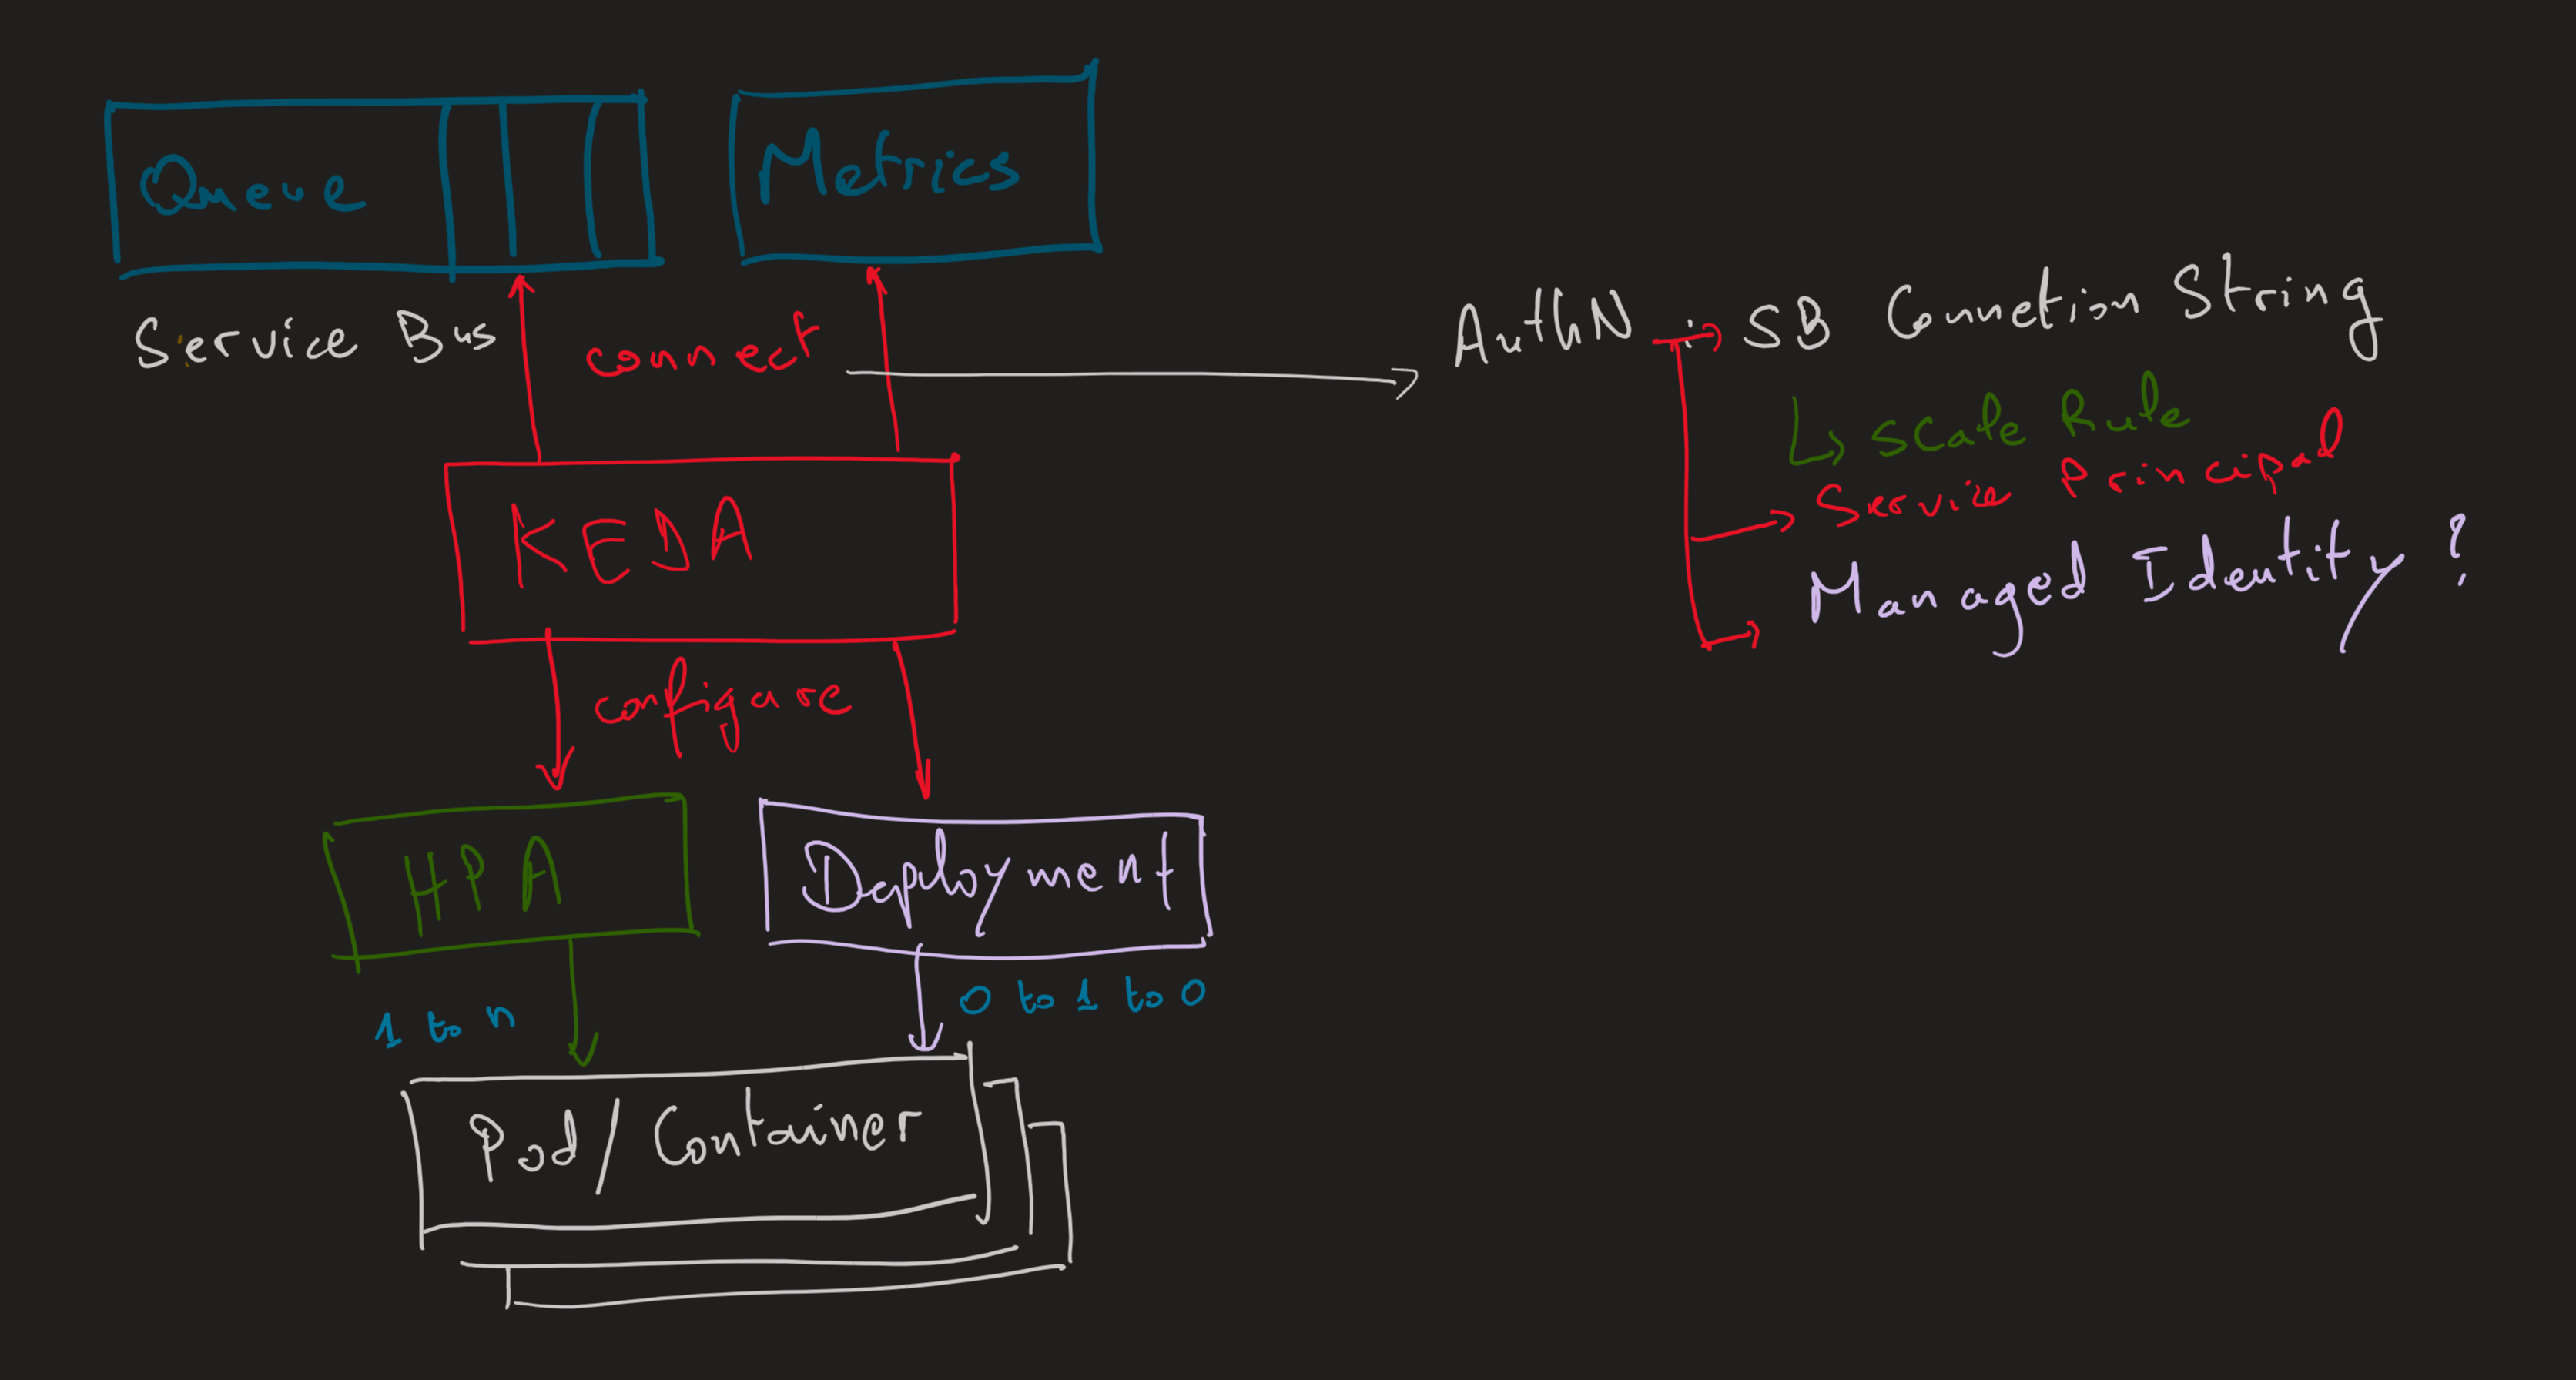 Queue
Metrics
Service Bus
connect
AuthN : SB Connetion String
Scale Rule
Service Principal
Managed Identity ?
KEDA
configure
HPA
Deployment
1 to n
0 to 1 to 0
Pod/Container